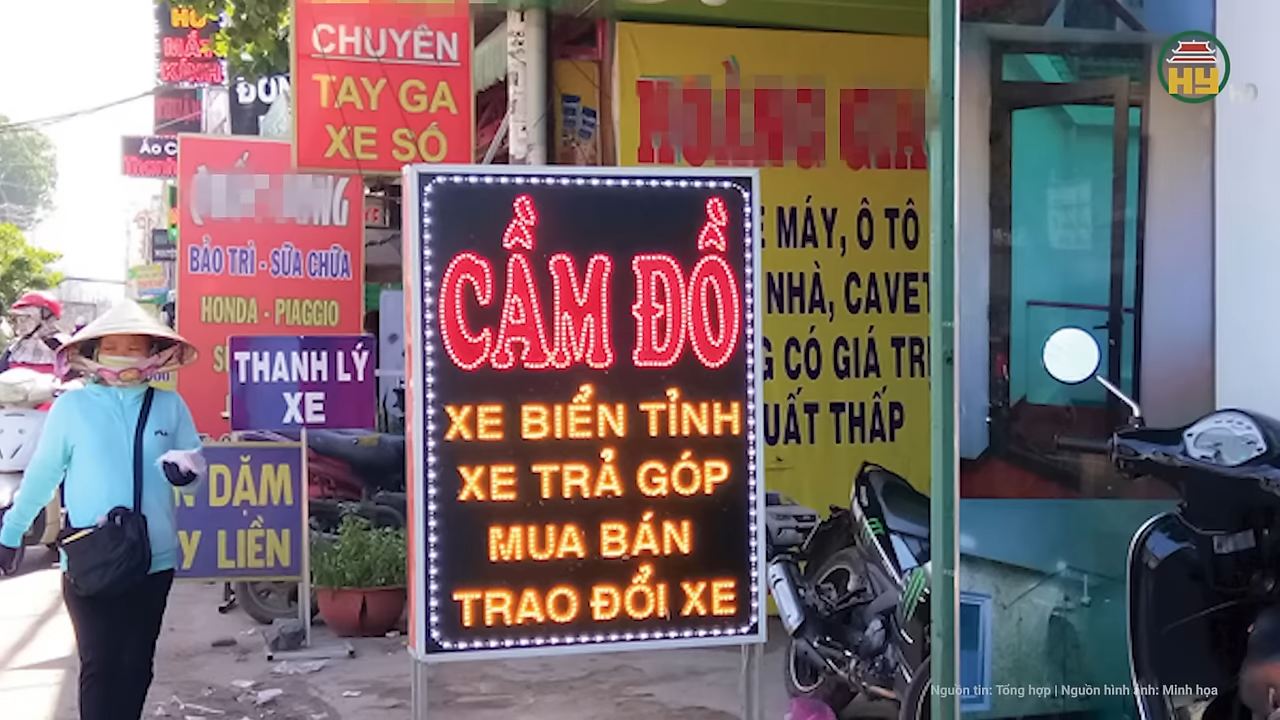 CHUYÊN
TAY GA
XE SỐ
BẢO TRÌ - SỬA CHỮA
HONDA - PIAGGIO
THANH LÝ
XE
DẶM
LIỀN
CẦM ĐỒ
XE BIỂN TỈNH
XE TRẢ GÓP
MUA BÁN
TRAO ĐỔI XE
HOÀNG GIA
MÁY, Ô TÔ
NHÀ, CAVET
CÓ GIÁ TRỊ
THẤP
HY
Nguồn tin: Tổng hợp | Nguồn hình ảnh: Minh họa